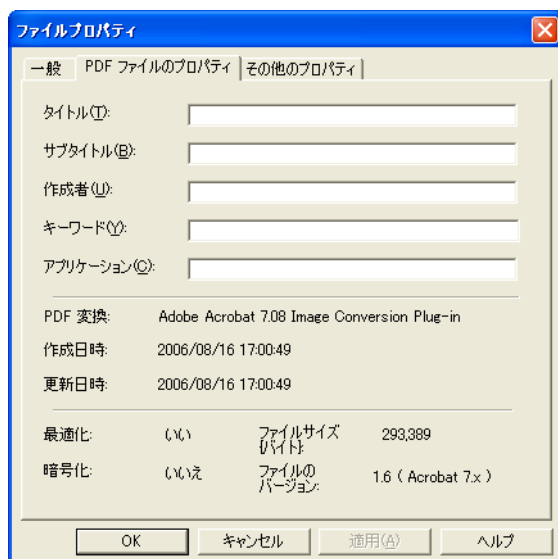 ファイルプロパティ
一般 PDF ファイルのプロパティ その他のプロパティ
タイトル(T):
サブタイトル(B):
作成者(U):
キーワード(Y):
アプリケーション(C):
PDF 変換: Adobe Acrobat 7.08 Image Conversion Plug-in
作成日時: 2006/08/16 17:00:49
更新日時: 2006/08/16 17:00:49
最適化: いい ファイルサイズ
[バイト]: 293,389
暗号化: いいえ ファイルの
バージョン: 1.6 ( Acrobat 7.x )
OK キャンセル 適用(A) ヘルプ